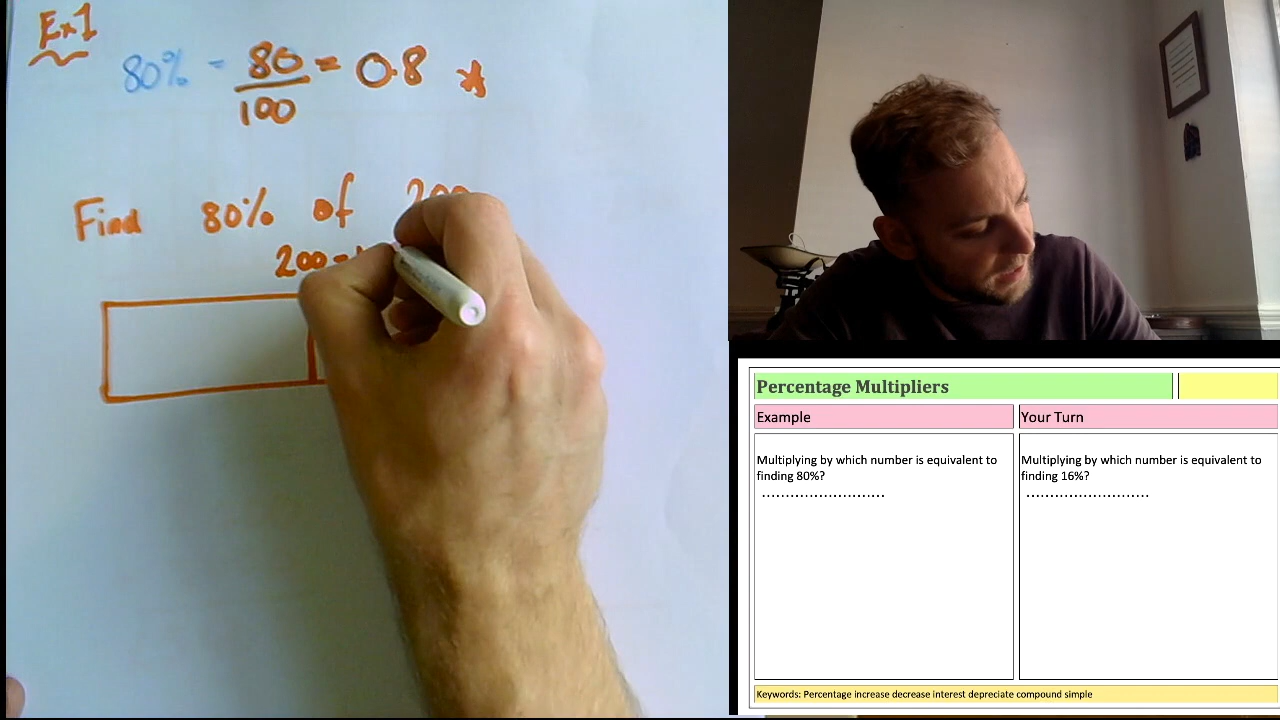 Ex1
80% = 80/100 = 0.8 *
Find 80% of 200
200 =
Percentage Multipliers
Example
Your Turn
Multiplying by which number is equivalent to
finding 80%?
..........................
Multiplying by which number is equivalent to
finding 16%?
..........................
Keywords: Percentage increase decrease interest depreciate compound simple